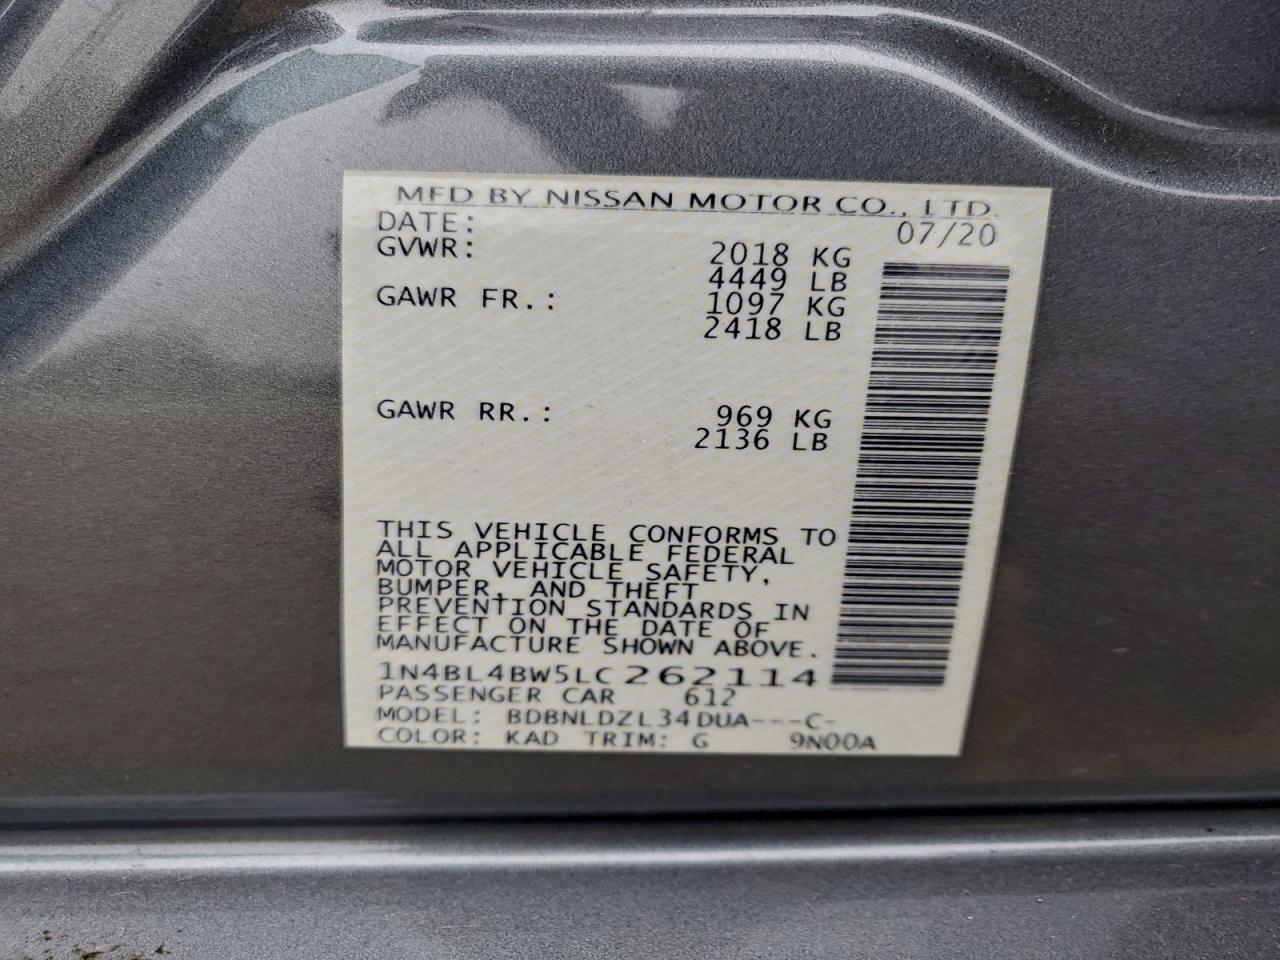 MFD BY NISSAN MOTOR CO., LTD.
DATE: 07/20
GVWR: 2018 KG
4449 LB
GAWR FR.: 1097 KG
2418 LB
GAWR RR.: 969 KG
2136 LB
THIS VEHICLE CONFORMS TO
ALL APPLICABLE FEDERAL
MOTOR VEHICLE SAFETY,
BUMPER, AND THEFT
PREVENTION STANDARDS IN
EFFECT ON THE DATE OF
MANUFACTURE SHOWN ABOVE.
1N4BL4BW5LC262114
PASSENGER CAR 612
MODEL: BDBNLDZL34DUA---C-
COLOR: KAD TRIM: G 9N00A